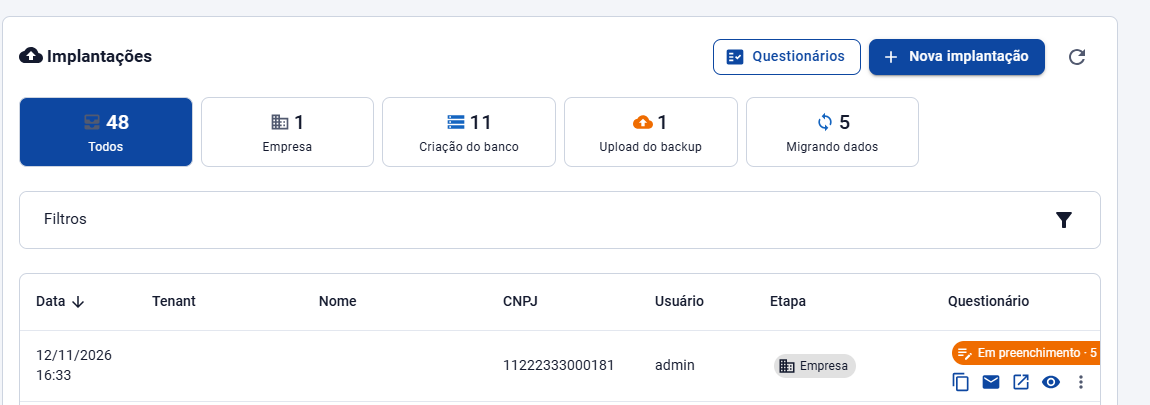 Implantações
Questionários
Nova implantação
48
Todos
1
Empresa
11
Criação do banco
1
Upload do backup
5
Migrando dados
Filtros
Data Tenant Nome CNPJ Usuário Etapa Questionário
12/11/2026
16:33
11222333000181 admin Empresa
Em preenchimento · 5